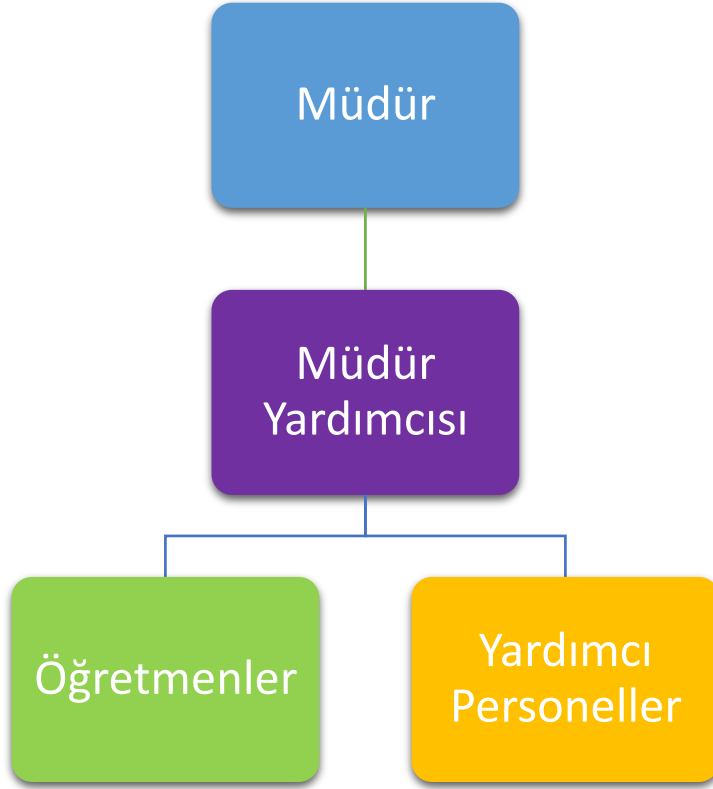 Müdür
Müdür
Yardımcısı
Öğretmenler
Yardımcı
Personeller